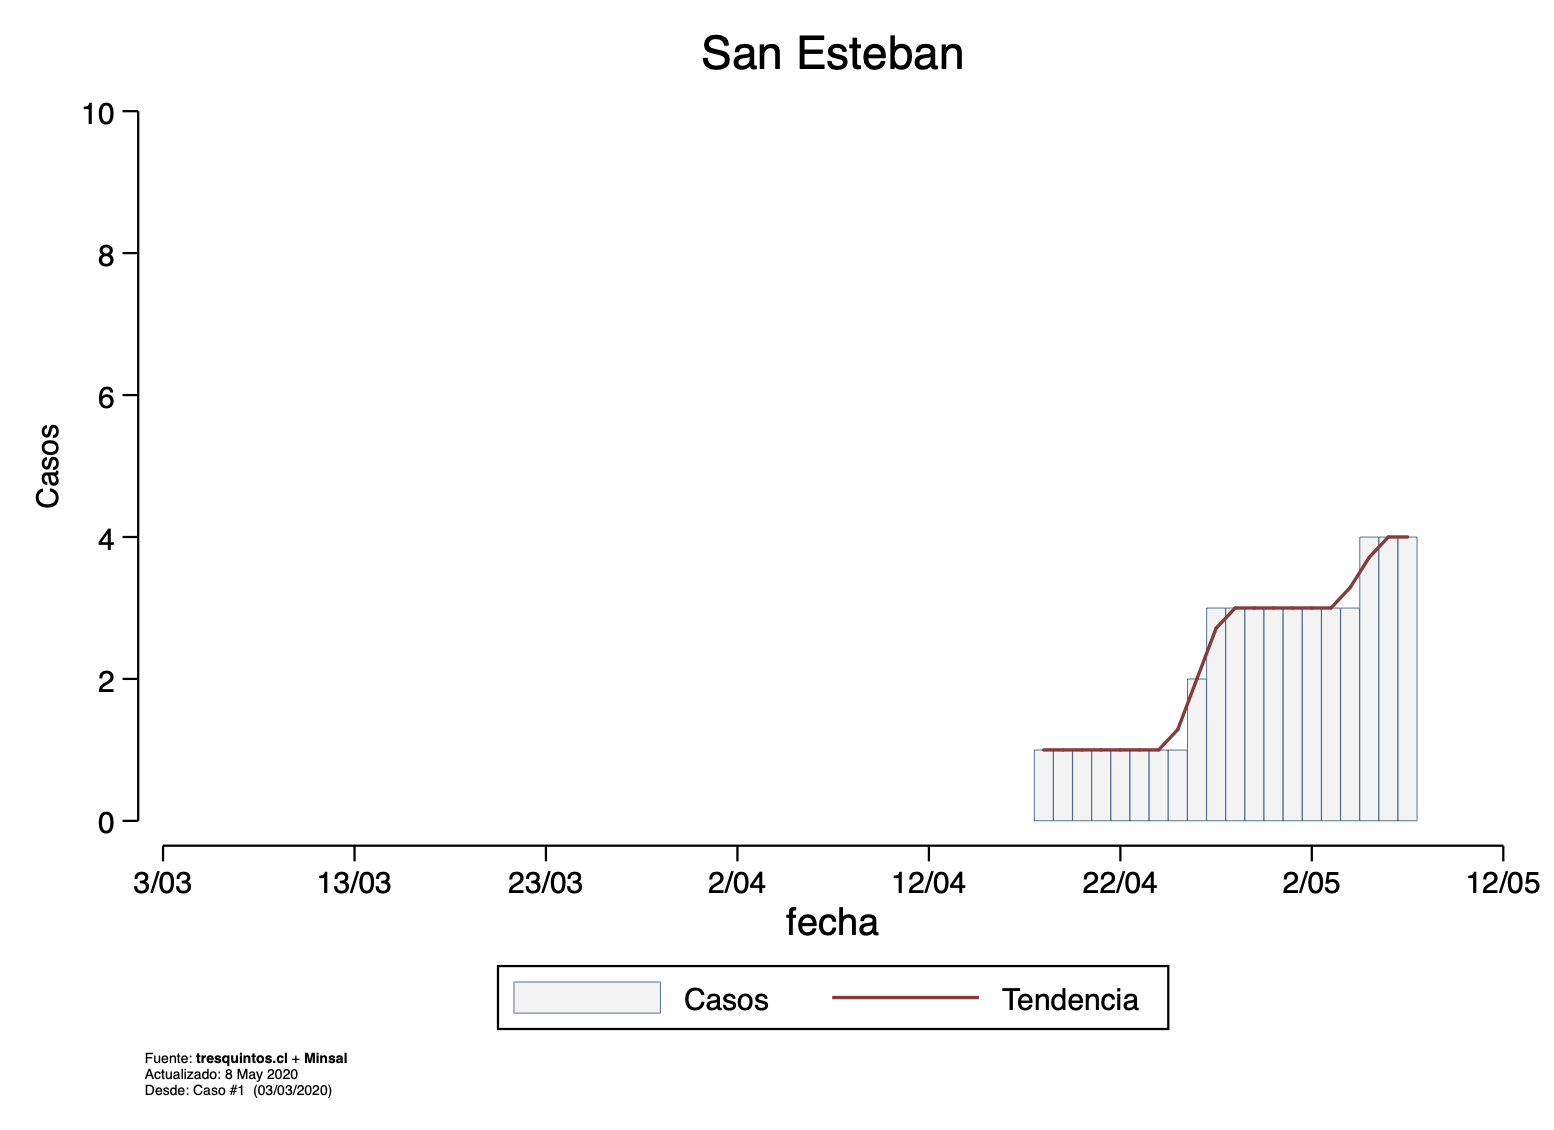 San Esteban
10
8
6
4
2
0
Casos
3/03 13/03 23/03 2/04 12/04 22/04 2/05 12/05
fecha
Casos Tendencia
Fuente: tresquintos.cl + Minsal
Actualizado: 8 May 2020
Desde: Caso #1 (03/03/2020)